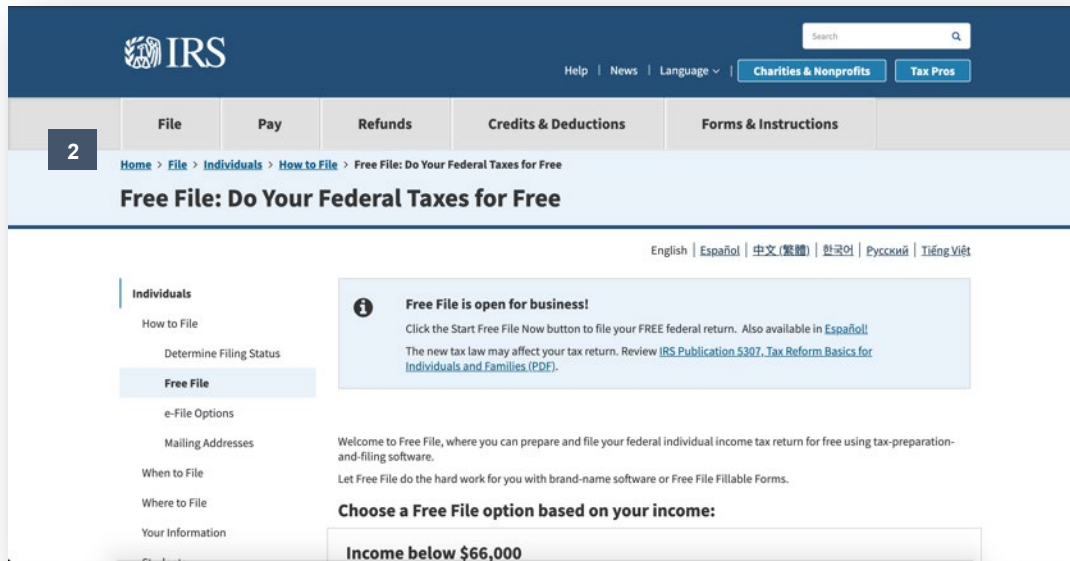 IRS
Search
Help | News | Language | Charities & Nonprofits Tax Pros
File Pay Refunds Credits & Deductions Forms & Instructions
2
Home > File > Individuals > How to File > Free File: Do Your Federal Taxes for Free
Free File: Do Your Federal Taxes for Free
English | Español | 中文 (繁體) | 한국어 | Русский | Tiếng Việt
Individuals
How to File
Determine Filing Status
Free File
e-File Options
Mailing Addresses
When to File
Where to File
Your Information
Free File is open for business!
Click the Start Free File Now button to file your FREE federal return. Also available in Español!
The new tax law may affect your tax return. Review IRS Publication 5307, Tax Reform Basics for
Individuals and Families (PDF).
Welcome to Free File, where you can prepare and file your federal individual income tax return for free using tax-preparation-
and-filing software.
Let Free File do the hard work for you with brand-name software or Free File Fillable Forms.
Choose a Free File option based on your income:
Income below $66,000